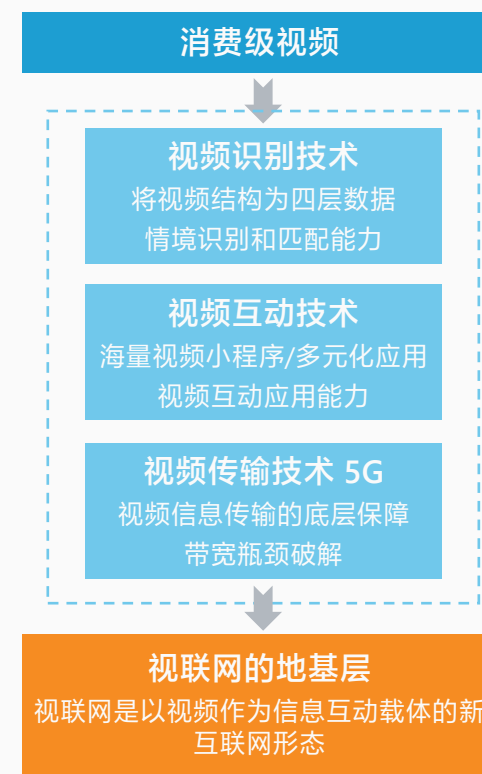 消费级视频
视频识别技术
将视频结构为四层数据
情境识别和匹配能力
视频互动技术
海量视频小程序/多元化应用
视频互动应用能力
视频传输技术 5G
视频信息传输的底层保障
带宽瓶颈破解
视联网的地基层
视联网是以视频作为信息互动载体的新
互联网形态